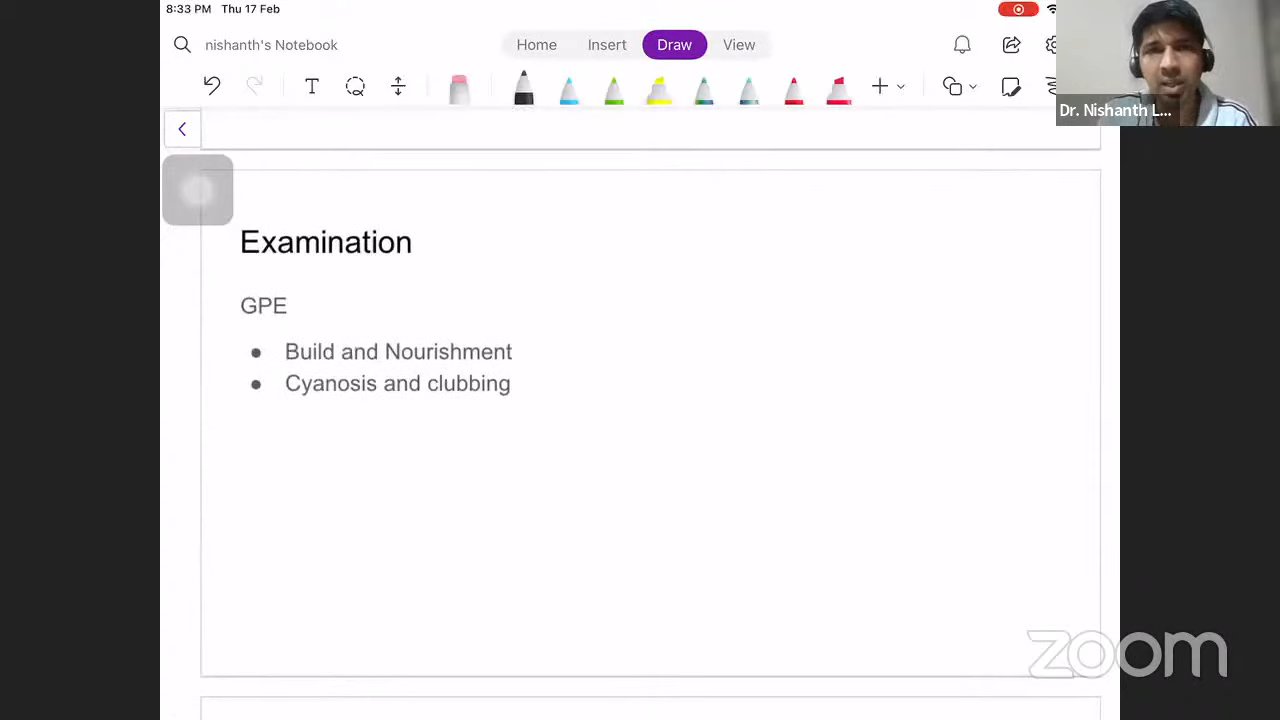 8:33 PM Thu 17 Feb
nishanth's Notebook
Home Insert Draw View
T
Dr. Nishanth L...
Examination
GPE
● Build and Nourishment
● Cyanosis and clubbing
zoom